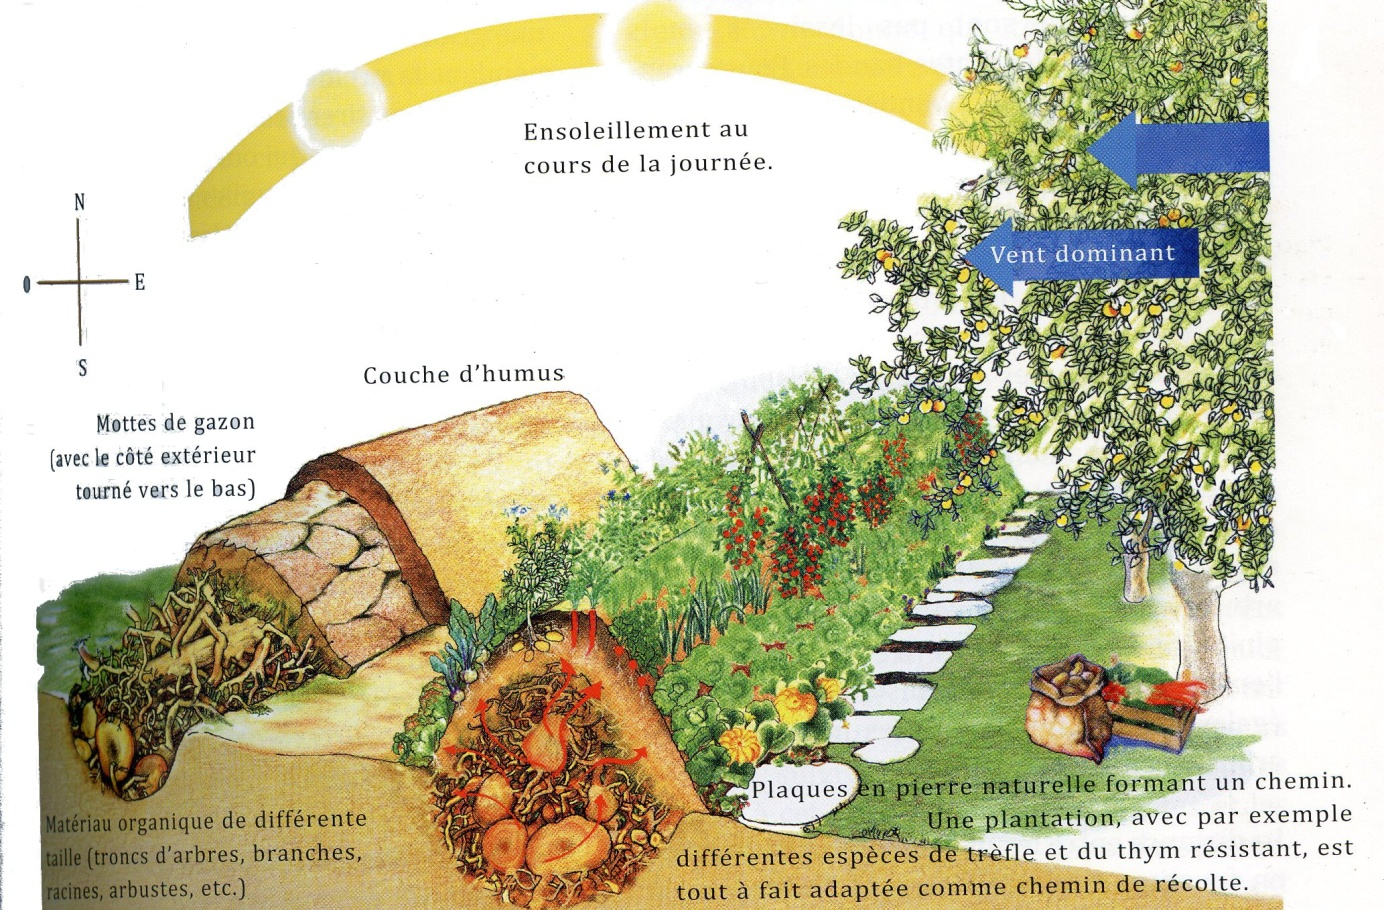 Ensoleillement au
cours de la journée.
N
O
E
S
Vent dominant
Couche d'humus
Mottes de gazon
(avec le côté extérieur
tourné vers le bas)
Matériau organique de différente
taille (troncs d'arbres, branches,
racines, arbustes, etc.)
Plaques en pierre naturelle formant un chemin.
Une plantation, avec par exemple
différentes espèces de trèfle et du thym résistant, est
tout à fait adaptée comme chemin de récolte.